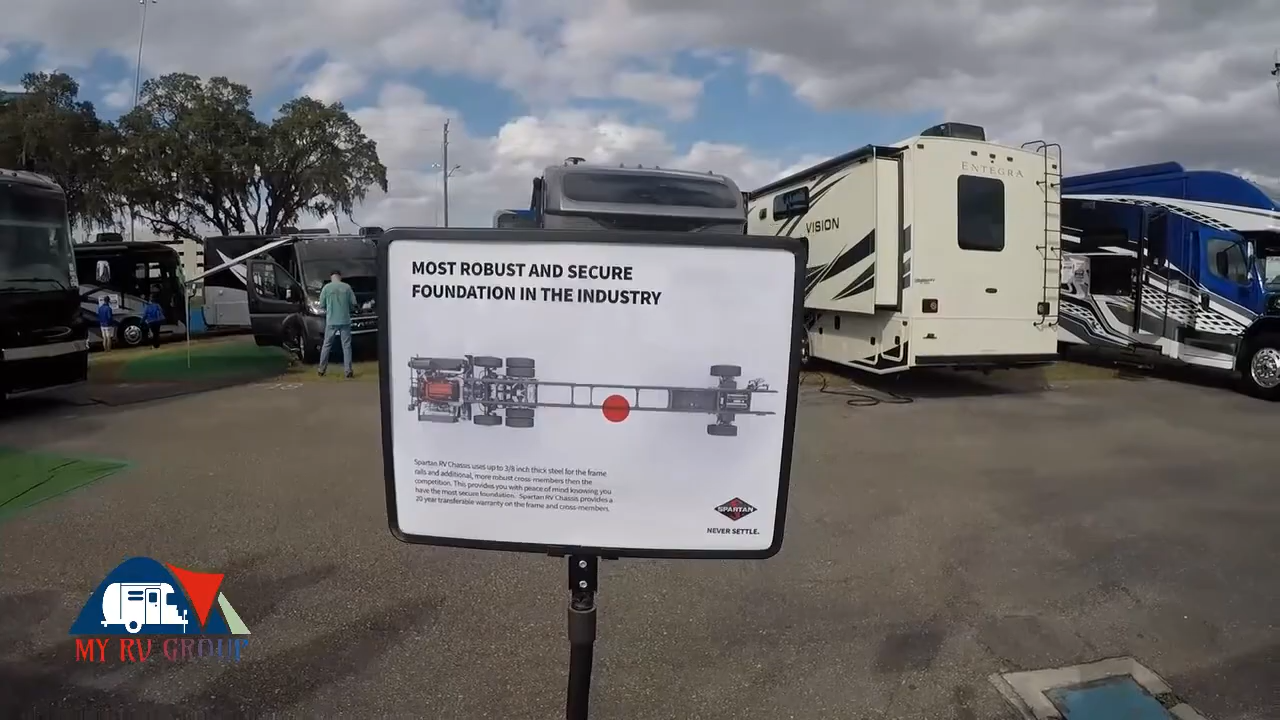 ENTEGRA
VISION
MOST ROBUST AND SECURE
FOUNDATION IN THE INDUSTRY
Spartan RV Chassis uses up to 3/8 inch thick steel for the frame
rails and additional, more robust cross-members then the
competition. This provides you with peace of mind knowing you
have the most secure foundation. Spartan RV Chassis provides a
20 year transferable warranty on the frame and cross-members.
SPARTAN
NEVER SETTLE.
MY RV GROUP